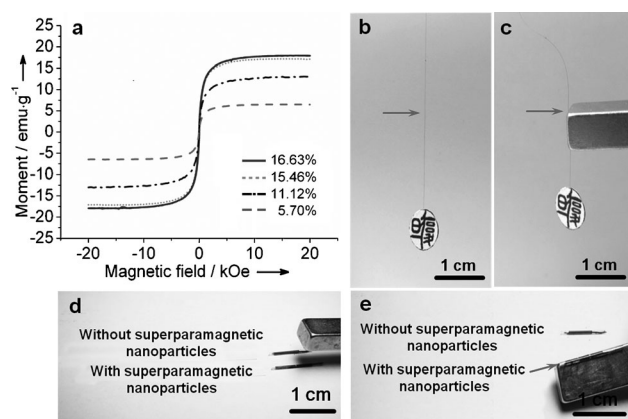 a
Moment / emu·g⁻¹
25
20
15
10
5
0
-5
-10
-15
-20
-25
16.63%
15.46%
11.12%
5.70%
-20
-10
0
10
20
Magnetic field / kOe
b
1 cm
c
1 cm
d
Without superparamagnetic
nanoparticles
With superparamagnetic
nanoparticles
1 cm
e
Without superparamagnetic
nanoparticles
With superparamagnetic
nanoparticles
1 cm